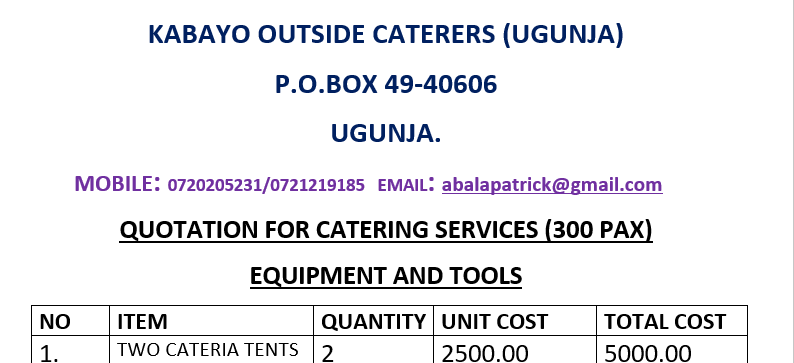 KABAYO OUTSIDE CATERERS (UGUNJA)
P.O.BOX 49-40606
UGUNJA.
MOBILE: 0720205231/0721219185 EMAIL: abalapatrick@gmail.com
QUOTATION FOR CATERING SERVICES (300 PAX)
EQUIPMENT AND TOOLS
NO ITEM QUANTITY UNIT COST TOTAL COST
1. TWO CATERIA TENTS 2 2500.00 5000.00